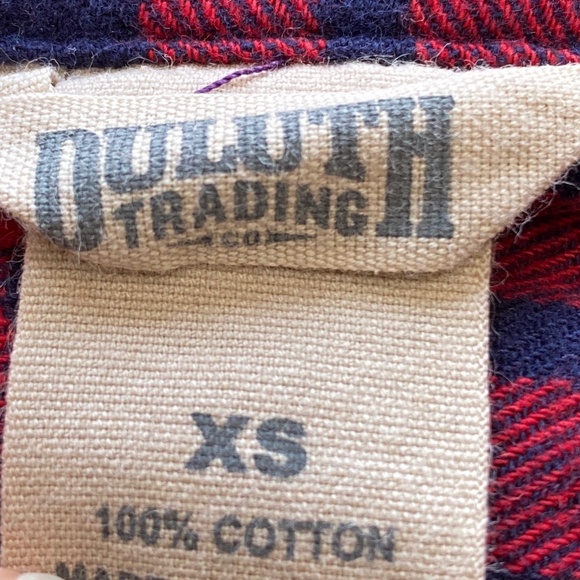 DULUTH
TRADING
CO
XS
100% COTTON